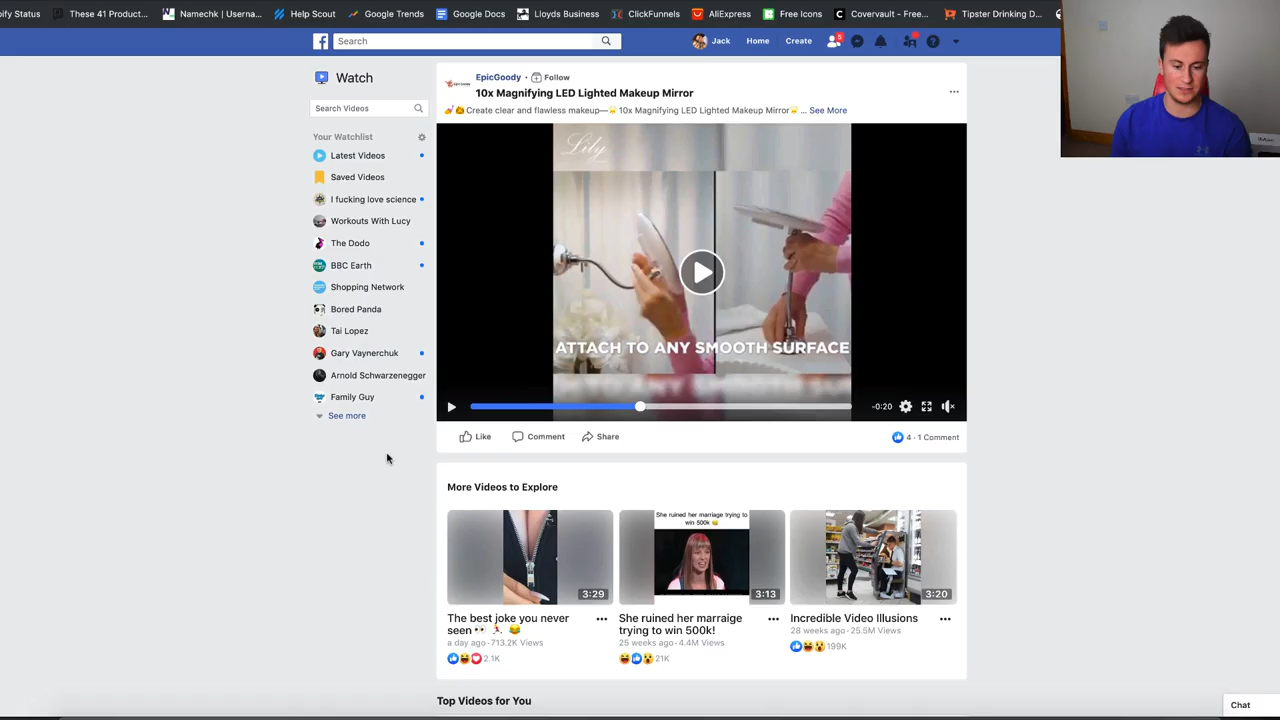 pify Status
These 41 Product...
Namechk | Userna...
Help Scout
Google Trends
Google Docs
Lloyds Business
ClickFunnels
AliExpress
Free Icons
Covervault - Free...
Tipster Drinking D...
Search
Jack
Home
Create
5
Watch
Search Videos
Your Watchlist
Latest Videos
Saved Videos
I fucking love science
Workouts With Lucy
The Dodo
BBC Earth
Shopping Network
Bored Panda
Tai Lopez
Gary Vaynerchuk
Arnold Schwarzenegger
Family Guy
See more
EpicGoody · Follow
10x Magnifying LED Lighted Makeup Mirror
💅🎃Create clear and flawless makeup—🌟10x Magnifying LED Lighted Makeup Mirror🌟 ... See More
Lily
ATTACH TO ANY SMOOTH SURFACE
-0:20
Like Comment Share
4 · 1 Comment
More Videos to Explore
3:29
The best joke you never
seen 👀 💃 😂
a day ago · 713.2K Views
2.1K
She ruined her marriage trying to
win 500k 😂
3:13
She ruined her marraige
trying to win 500k!
25 weeks ago · 4.4M Views
21K
3:20
Incredible Video Illusions
28 weeks ago · 25.5M Views
199K
Top Videos for You
Chat